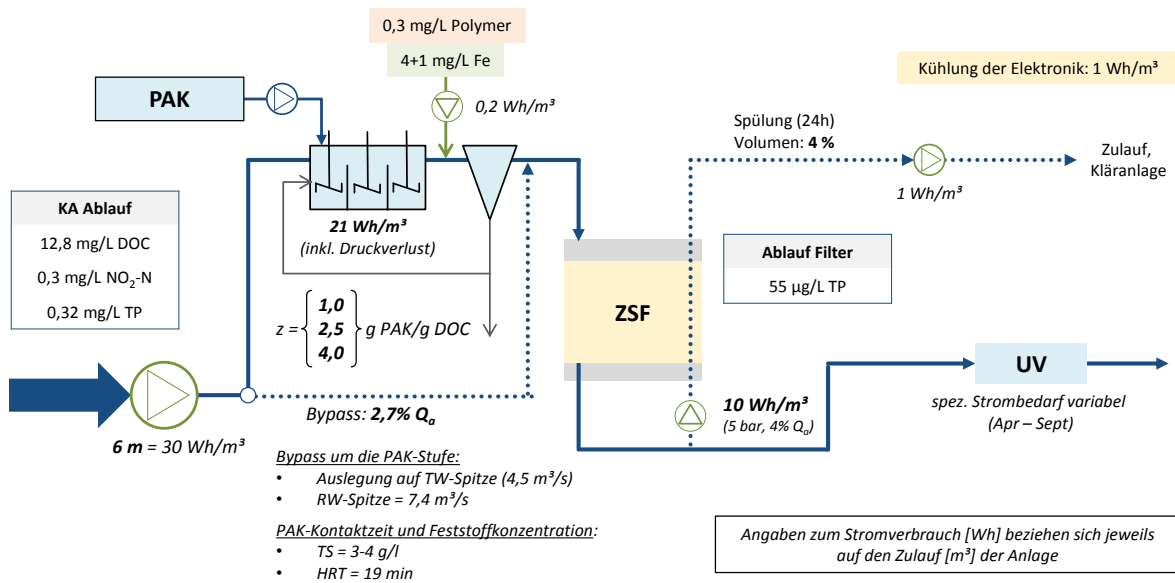 0,3 mg/L Polymer
4+1 mg/L Fe
0,2 Wh/m³
Kühlung der Elektronik: 1 Wh/m³
PAK
Spülung (24h)
Volumen: 4 %
1 Wh/m³
Zulauf,
Kläranlage
KA Ablauf
12,8 mg/L DOC
0,3 mg/L NO₂-N
0,32 mg/L TP
21 Wh/m³
(inkl. Druckverlust)
z = { 1,0
2,5
4,0 } g PAK/g DOC
ZSF
Ablauf Filter
55 µg/L TP
6 m = 30 Wh/m³
Bypass: 2,7% Qₐ
10 Wh/m³
(5 bar, 4% Qₐ)
UV
spez. Strombedarf variabel
(Apr – Sept)
Bypass um die PAK-Stufe:
• Auslegung auf TW-Spitze (4,5 m³/s)
• RW-Spitze = 7,4 m³/s
PAK-Kontaktzeit und Feststoffkonzentration:
• TS = 3-4 g/l
• HRT = 19 min
Angaben zum Stromverbrauch [Wh] beziehen sich jeweils
auf den Zulauf [m³] der Anlage